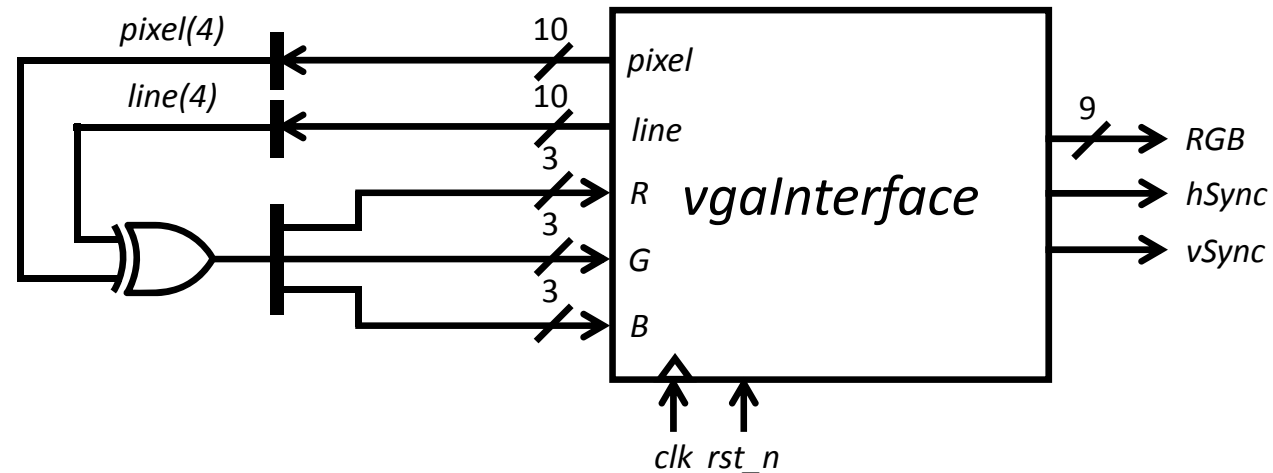 pixel(4)
10
pixel
line(4)
10
line
9
RGB
3
R
vgaInterface
hSync
3
G
vSync
3
B
clk rst_n